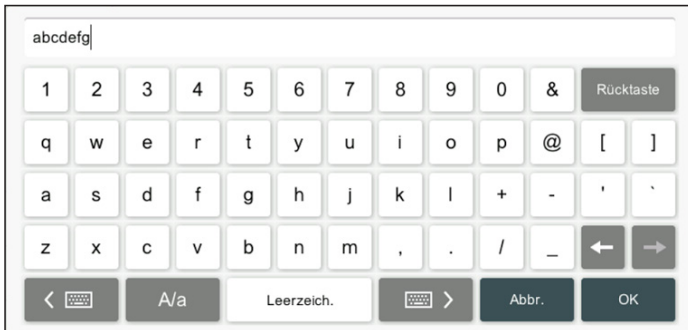 abcdefg
1 2 3 4 5 6 7 8 9 0 & Rücktaste
q w e r t y u i o p @ [ ]
a s d f g h j k l + - ' `
z x c v b n m , . / _ ← →
< A/a Leerzeich. > Abbr. OK